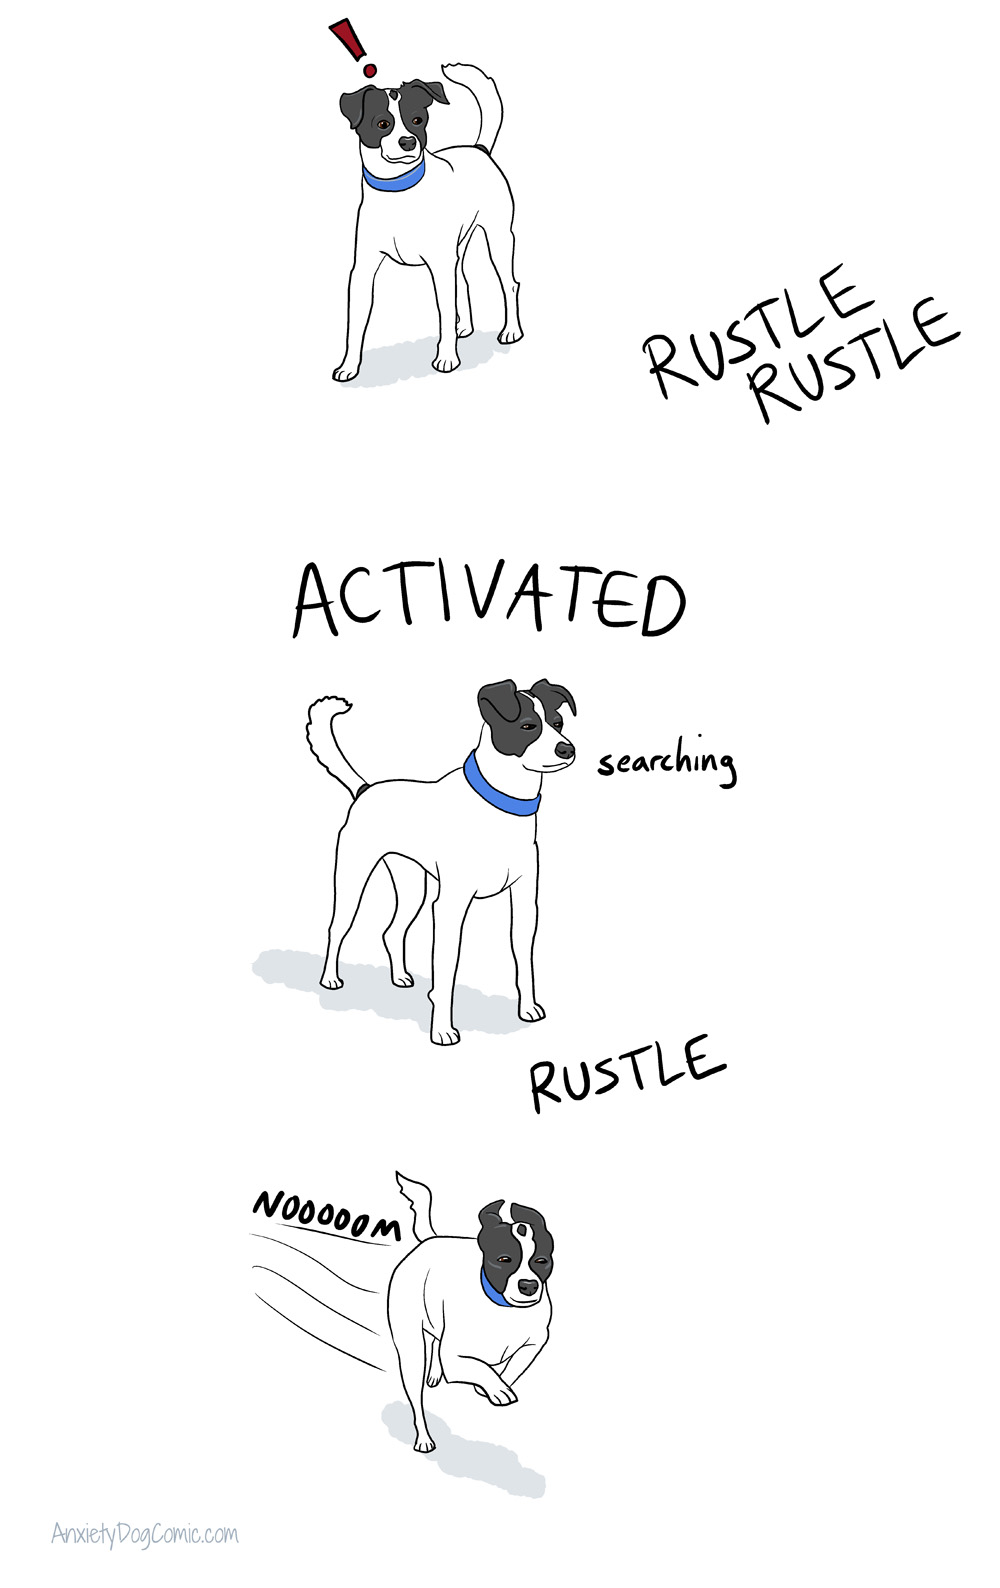 !
RUSTLE
RUSTLE
ACTIVATED
searching
RUSTLE
NOOOOOM
AnxietyDogComic.com